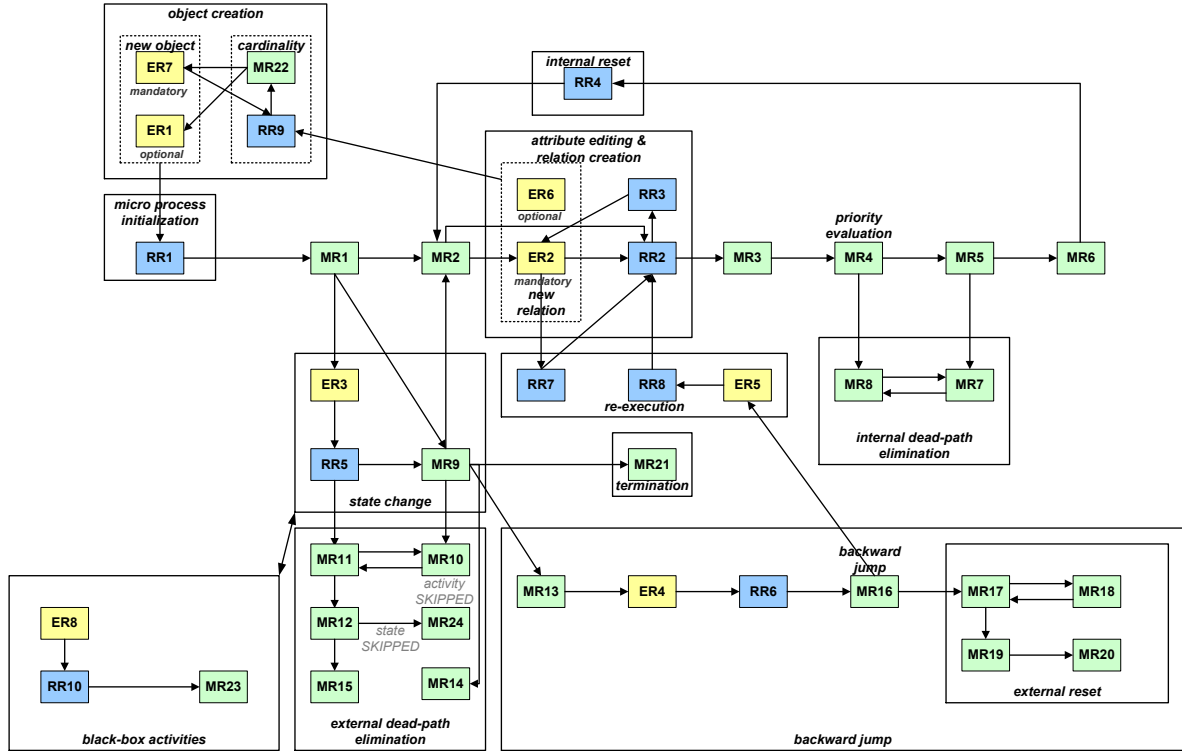 object creation
new object
cardinality
ER7
MR22
mandatory
ER1
RR9
optional
internal reset
RR4
attribute editing &
relation creation
ER6
RR3
optional
micro process
initialization
RR1
MR1
MR2
ER2
RR2
MR3
priority
evaluation
MR4
MR5
MR6
mandatory
new
relation
ER3
RR7
RR8
ER5
re-execution
MR8
MR7
internal dead-path
elimination
RR5
MR9
MR21
termination
state change
MR11
MR10
activity
SKIPPED
MR12
MR24
state
SKIPPED
MR15
MR14
external dead-path
elimination
ER8
RR10
MR23
black-box activities
backward
jump
MR13
ER4
RR6
MR16
MR17
MR18
MR19
MR20
external reset
backward jump